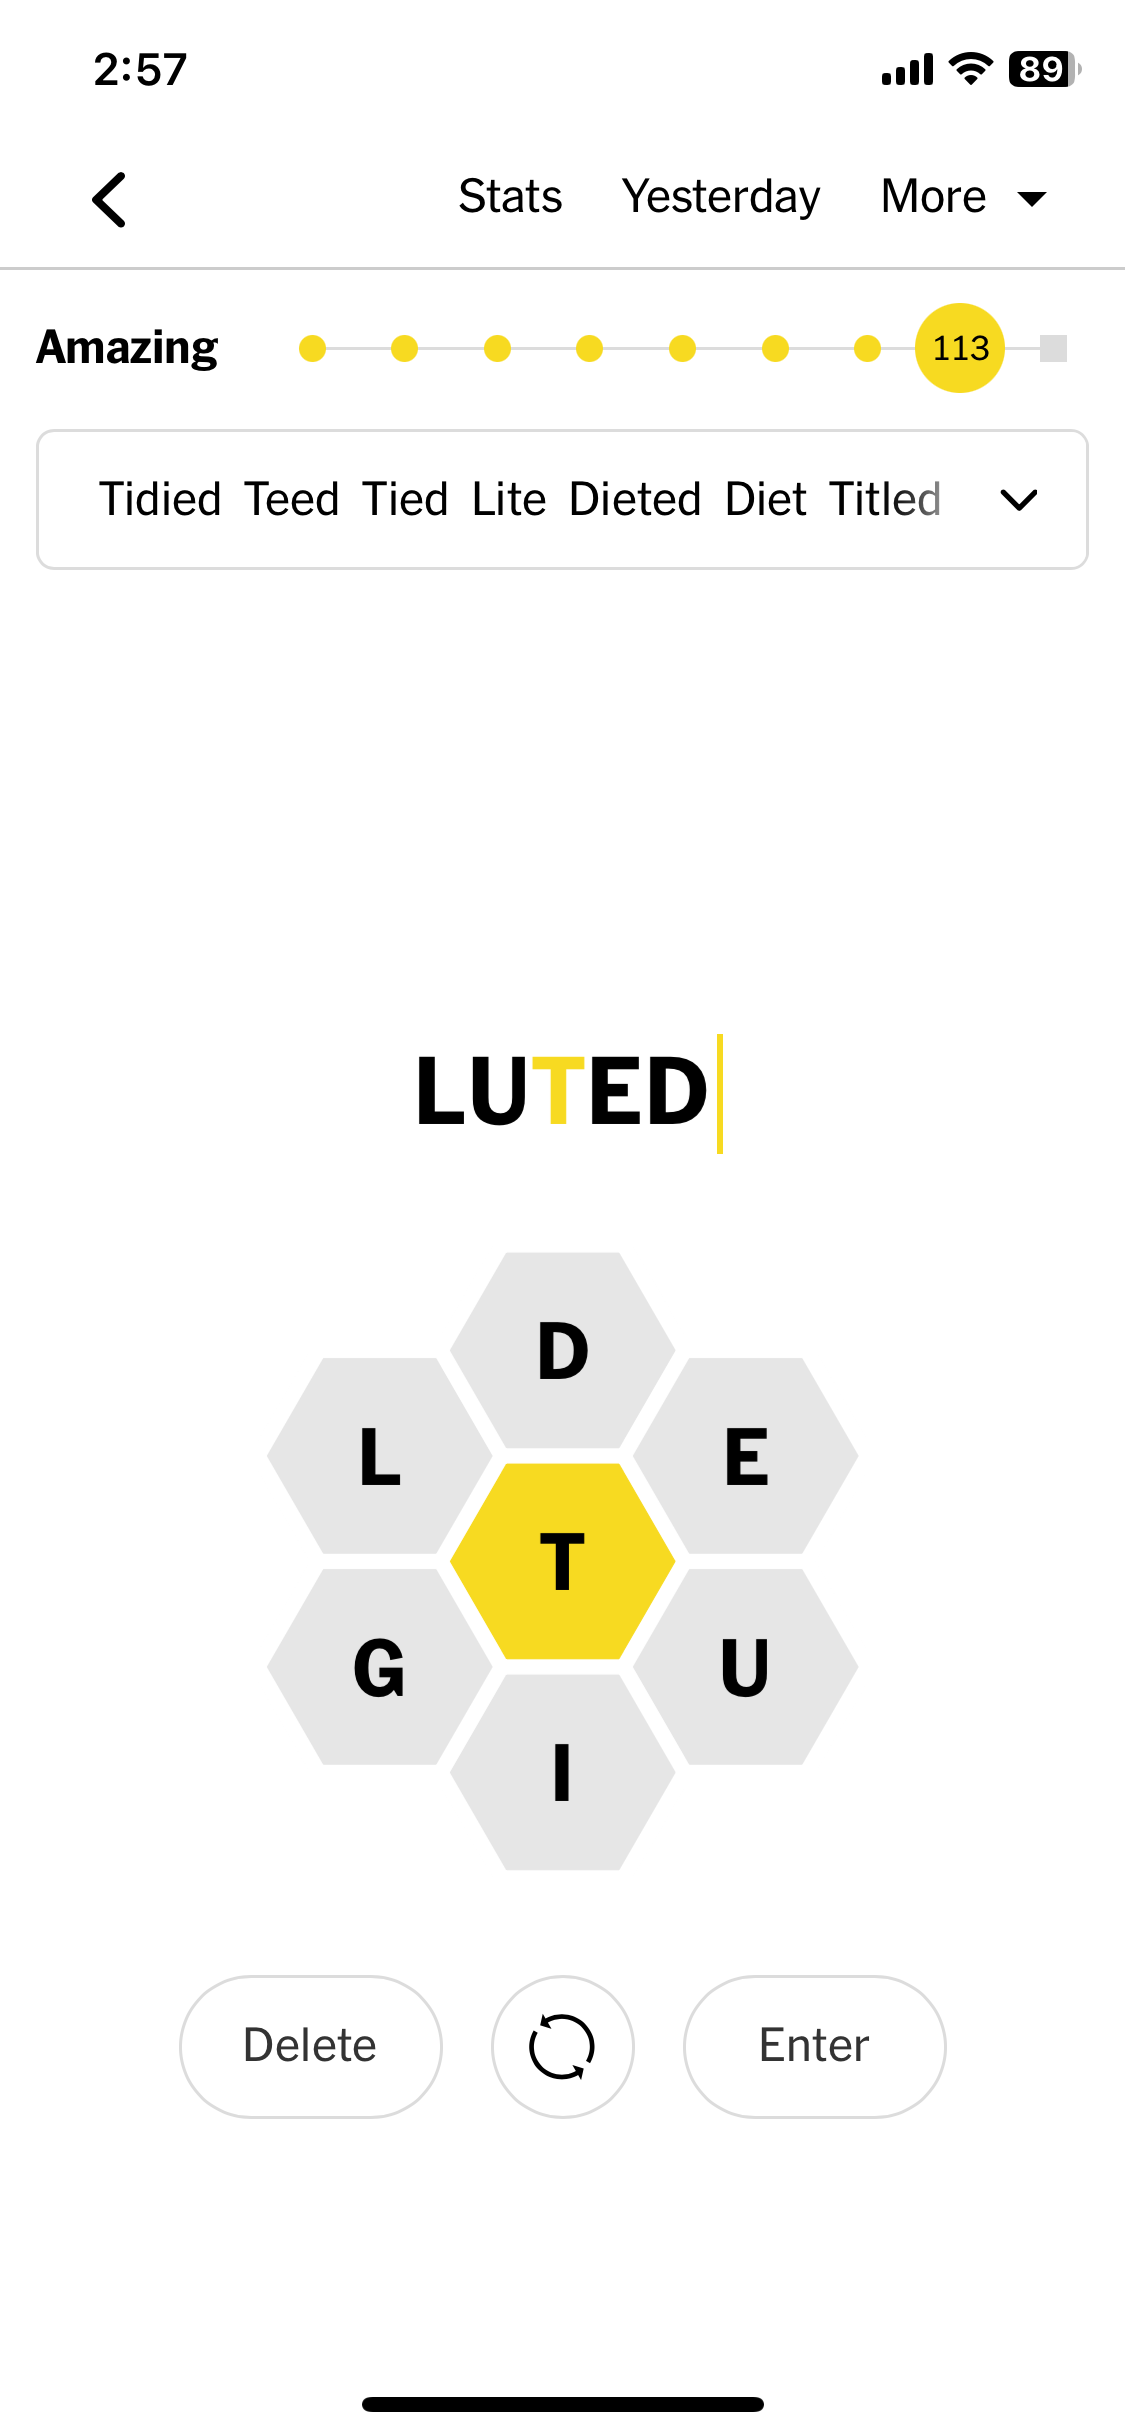 2:57
89
Stats Yesterday More
Amazing
113
Tidied Teed Tied Lite Dieted Diet Titled
LUTED
D
L
E
T
G
U
I
Delete
Enter